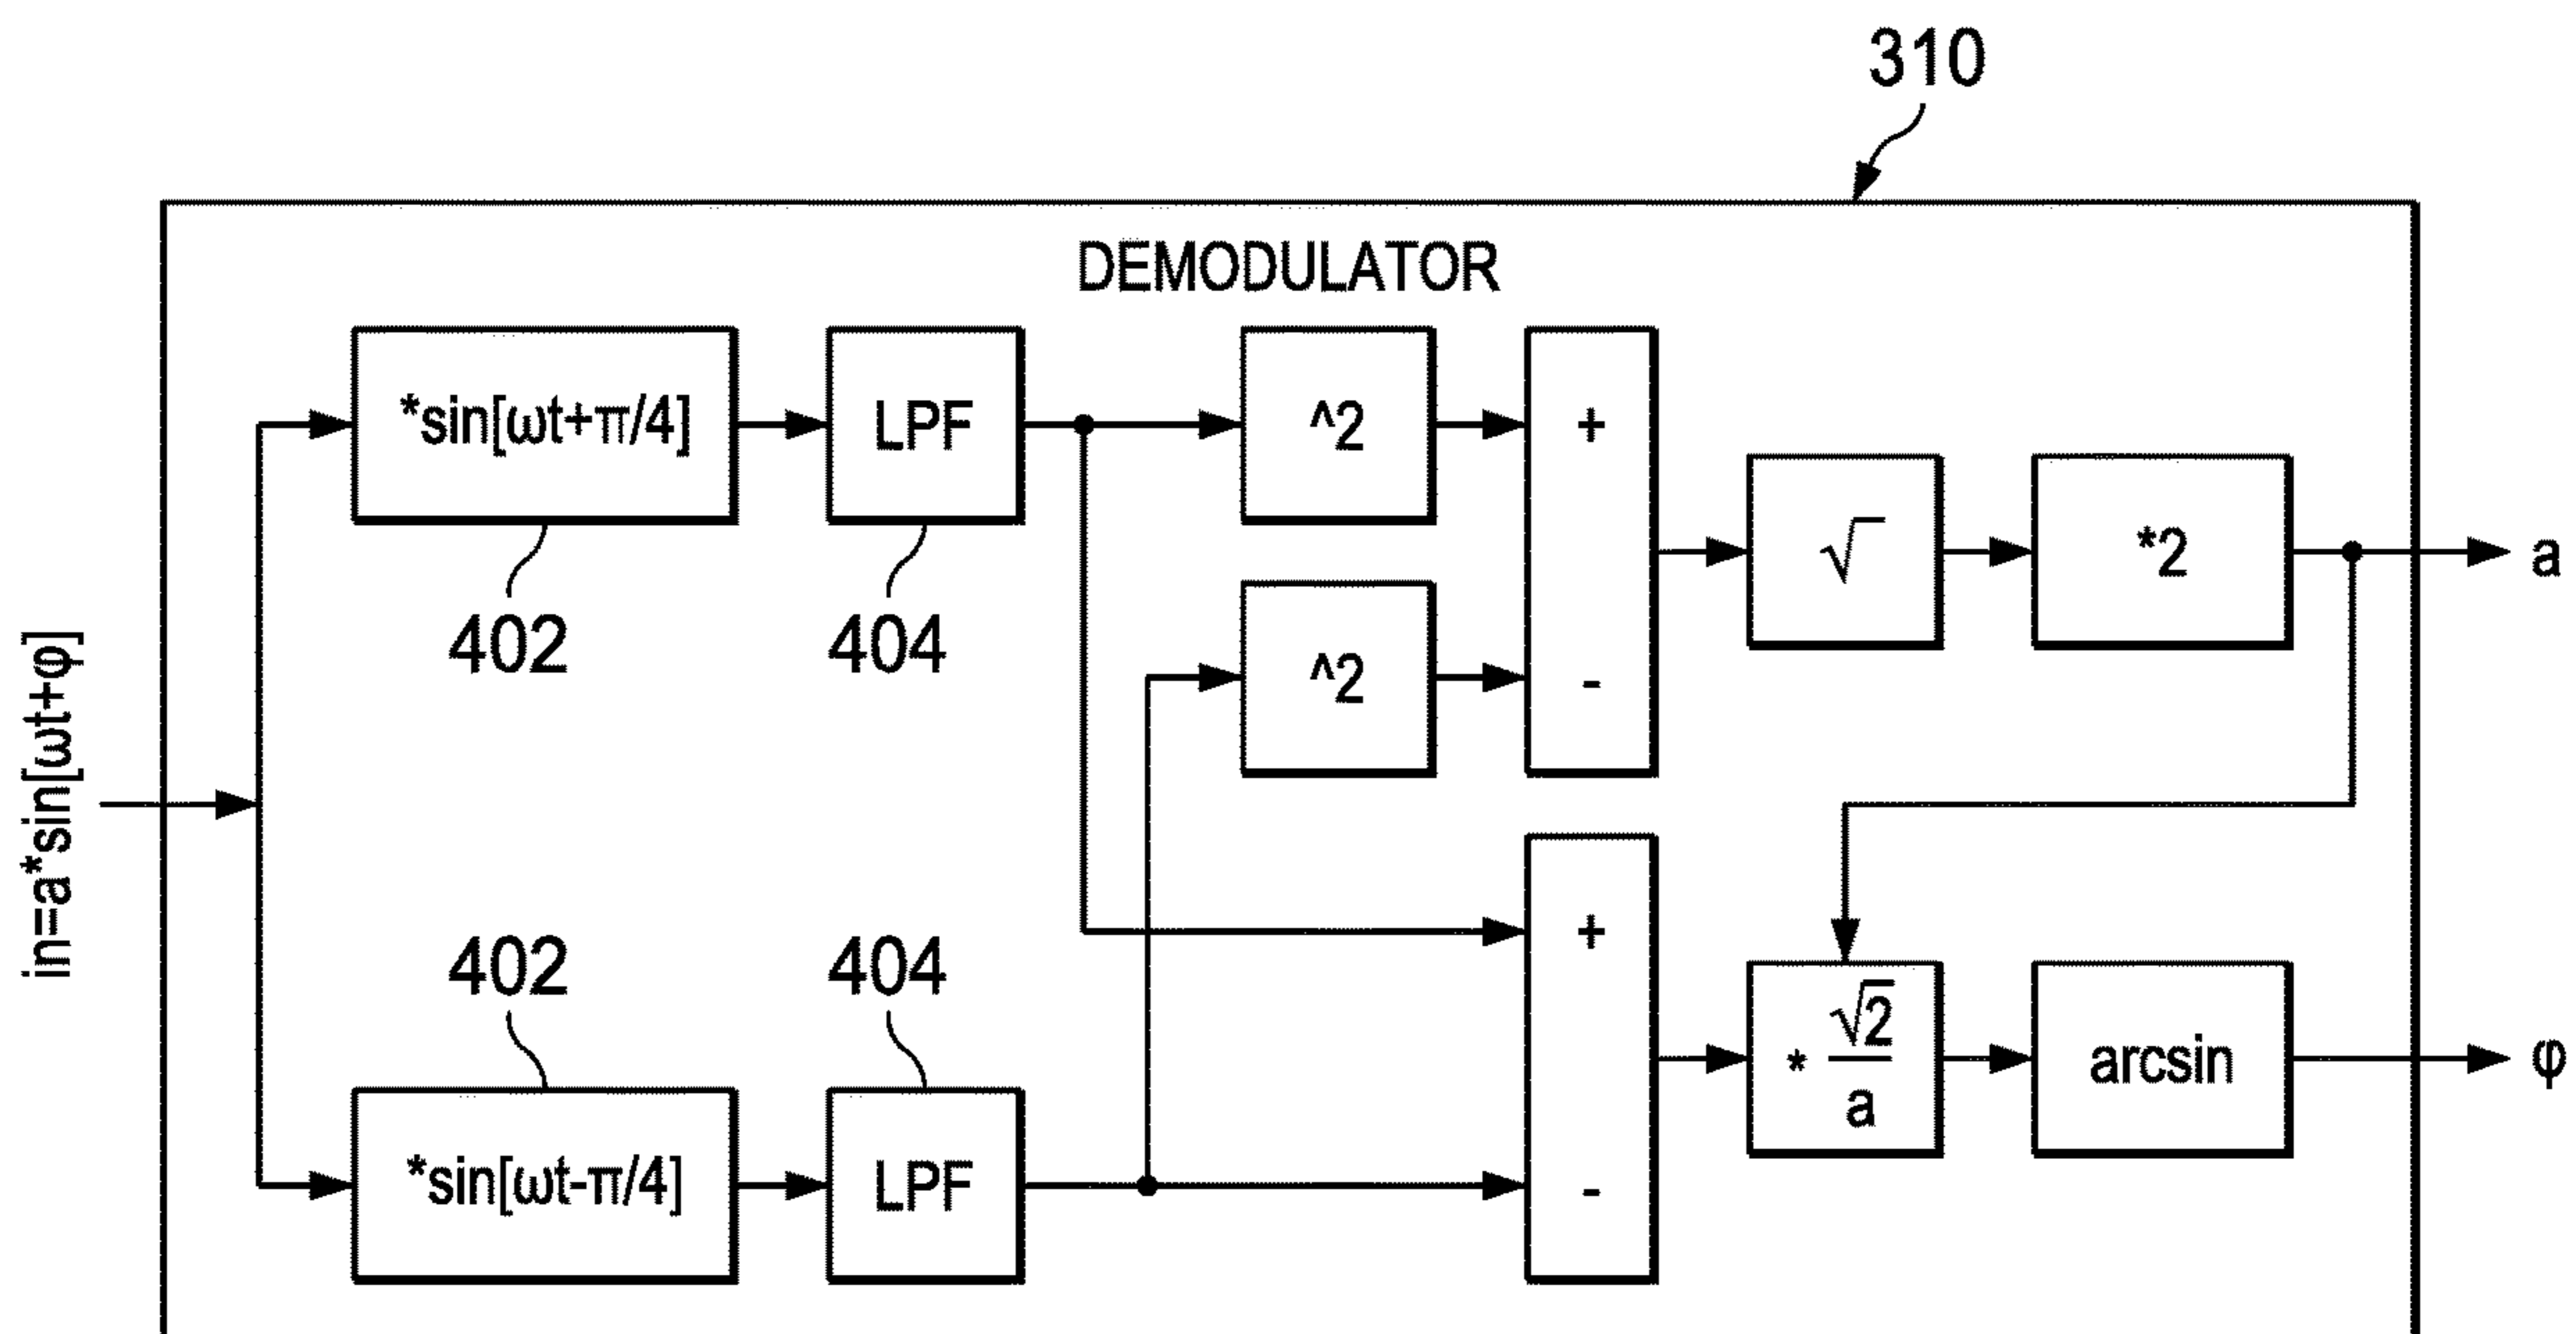 310
DEMODULATOR
*sin[ωt+π/4]
LPF
^2
+
402
404
^2
-
√
*2
a
in=a*sin[ωt+φ]
402
404
+
* √2
a
arcsin
φ
*sin[ωt-π/4]
LPF
-